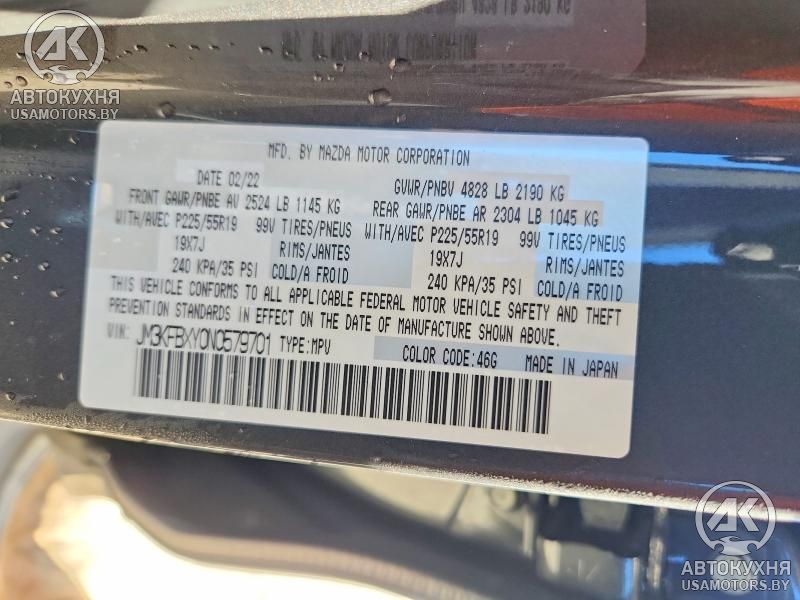 AK
АВТОКУХНЯ
USAMOTORS.BY
MFD. BY MAZDA MOTOR CORPORATION
DATE 02/22 GVWR/PNBV 4828 LB 2190 KG
FRONT GAWR/PNBE AV 2524 LB 1145 KG REAR GAWR/PNBE AR 2304 LB 1045 KG
WITH/AVEC P225/55R19 99V TIRES/PNEUS WITH/AVEC P225/55R19 99V TIRES/PNEUS
19X7J RIMS/JANTES 19X7J RIMS/JANTES
240 KPA/35 PSI COLD/A FROID 240 KPA/35 PSI COLD/A FROID
THIS VEHICLE CONFORMS TO ALL APPLICABLE FEDERAL MOTOR VEHICLE SAFETY AND THEFT
PREVENTION STANDARDS IN EFFECT ON THE DATE OF MANUFACTURE SHOWN ABOVE.
VIN: JM3KFBXY0N0579701 TYPE:MPV COLOR CODE:46G MADE IN JAPAN
AK
АВТОКУХНЯ
USAMOTORS.BY